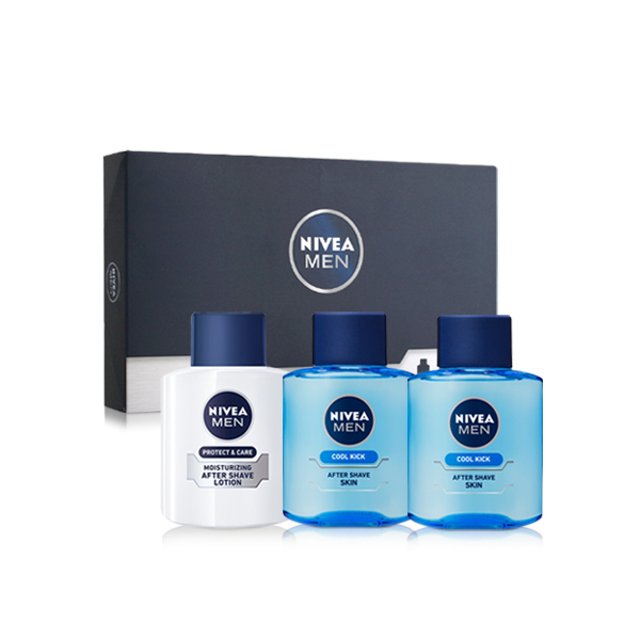 NIVEA
MEN
NIVEA
MEN
PROTECT & CARE
MOISTURIZING
AFTER SHAVE
LOTION
NIVEA
MEN
COOL KICK
AFTER SHAVE
SKIN
NIVEA
MEN
COOL KICK
AFTER SHAVE
SKIN